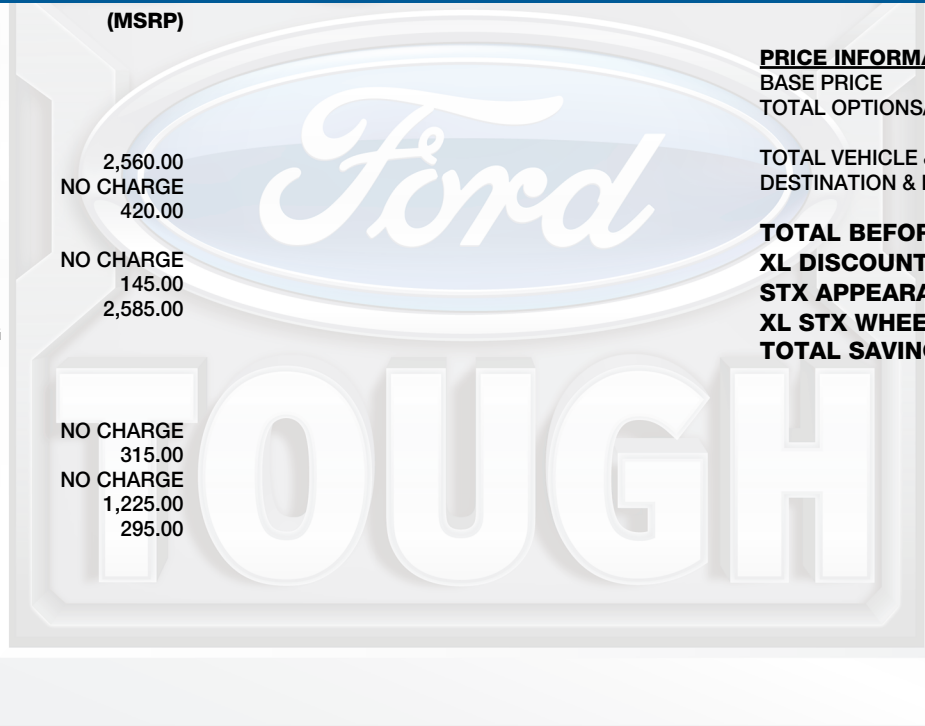 (MSRP)
2,560.00
NO CHARGE
420.00
NO CHARGE
145.00
2,585.00
NO CHARGE
315.00
NO CHARGE
1,225.00
295.00
PRICE INFORMA
BASE PRICE
TOTAL OPTIONS/
TOTAL VEHICLE &
DESTINATION &
TOTAL BEFOR
XL DISCOUNT
STX APPEARA
XL STX WHEE
TOTAL SAVIN
Ford
TOUGH